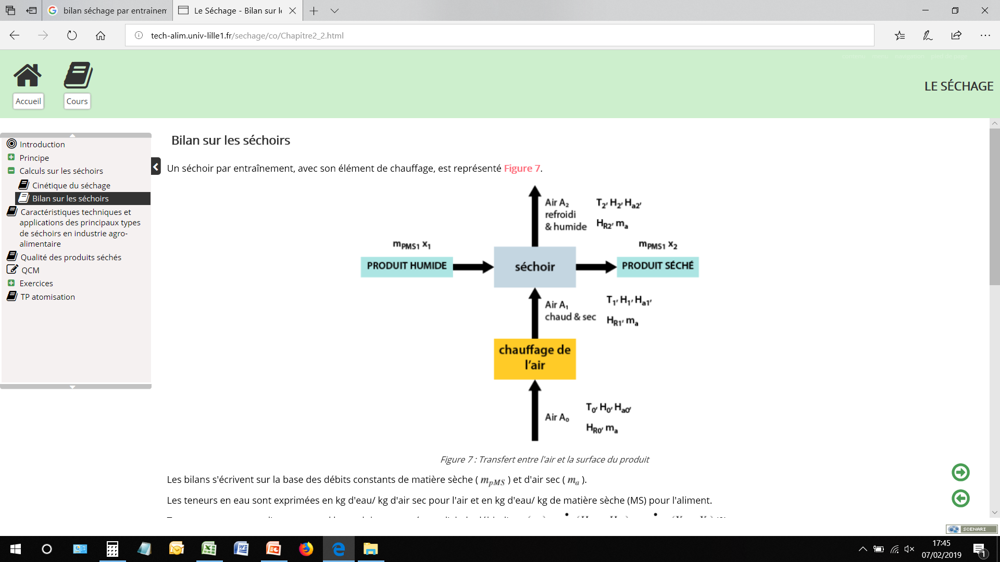 bilan séchage par entrainem
Le Séchage - Bilan sur le
tech-alim.univ-lille1.fr/sechage/co/Chapitre2_2.html
contenu menu navigation pied de page
Accueil
Cours
LE SÉCHAGE
Introduction
Principe
Calculs sur les séchoirs
Cinétique du séchage
Bilan sur les séchoirs
Caractéristiques techniques et
applications des principaux types
de séchoirs en industrie agro-
alimentaire
Qualité des produits séchés
QCM
Exercices
TP atomisation
Bilan sur les séchoirs
Un séchoir par entraînement, avec son élément de chauffage, est représenté Figure 7.
Air A2
refroidi
& humide
T2, H2, Ha2,
HR2, ma
mPMS1 x1
PRODUIT HUMIDE
séchoir
mPMS1 x2
PRODUIT SÉCHÉ
Air A1
chaud & sec
T1, H1, Ha1,
HR1, ma
chauffage de
l'air
Air A0
T0, H0, Ha0,
HR0, ma
Figure 7 : Transfert entre l'air et la surface du produit
Les bilans s'écrivent sur la base des débits constants de matière sèche ( mpMS ) et d'air sec ( ma ).
Les teneurs en eau sont exprimées en kg d'eau/ kg d'air sec pour l'air et en kg d'eau/ kg de matière sèche (MS) pour l'aliment.
SCENARI
17:45
07/02/2019
1